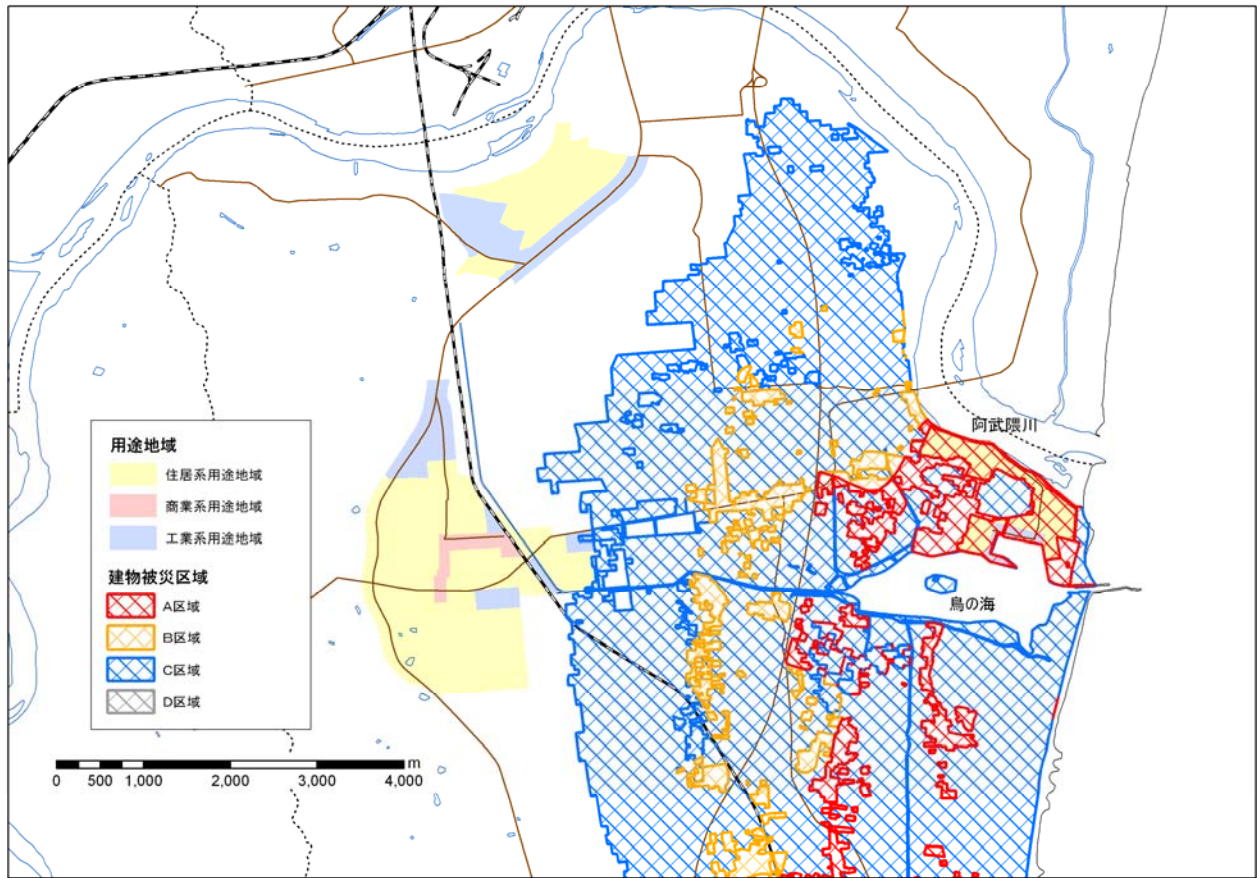 阿武隈川
鳥の海
用途地域
住居系用途地域
商業系用途地域
工業系用途地域
建物被災区域
A区域
B区域
C区域
D区域
0 500 1,000 2,000 3,000 4,000 m